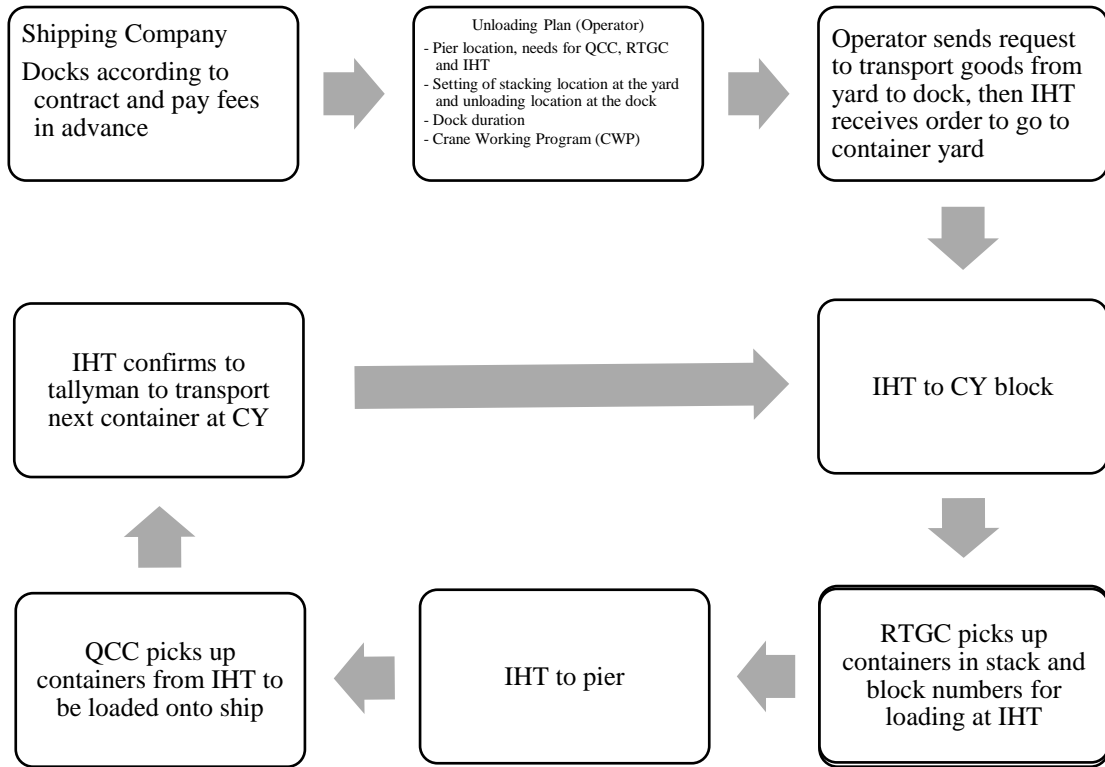 Shipping Company
Docks according to
contract and pay fees
in advance
Unloading Plan (Operator)
- Pier location, needs for QCC, RTGC
and IHT
- Setting of stacking location at the yard
and unloading location at the dock
- Dock duration
- Crane Working Program (CWP)
Operator sends request
to transport goods from
yard to dock, then IHT
receives order to go to
container yard
IHT to CY block
RTGC picks up
containers in stack and
block numbers for
loading at IHT
IHT to pier
QCC picks up
containers from IHT to
be loaded onto ship
IHT confirms to
tallyman to transport
next container at CY